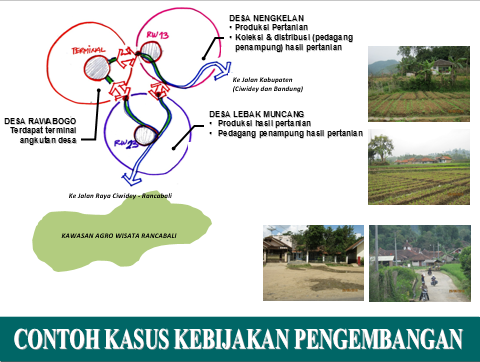 DESA NENGKELAN
• Produksi Pertanian
• Koleksi & distribusi (pedagang
penampung) hasil pertanian
RW 13
TERMINAL
Ke Jalan Kabupaten
(Ciwidey dan Bandung)
DESA RAWABOGO
Terdapat terminal
angkutan desa
DESA LEBAK MUNCANG
• Produksi hasil pertanian
• Pedagang penampung hasil pertanian
Ke Jalan Raya Ciwidey - Rancabali
KAWASAN AGRO WISATA RANCABALI
CONTOH KASUS KEBIJAKAN PENGEMBANGAN